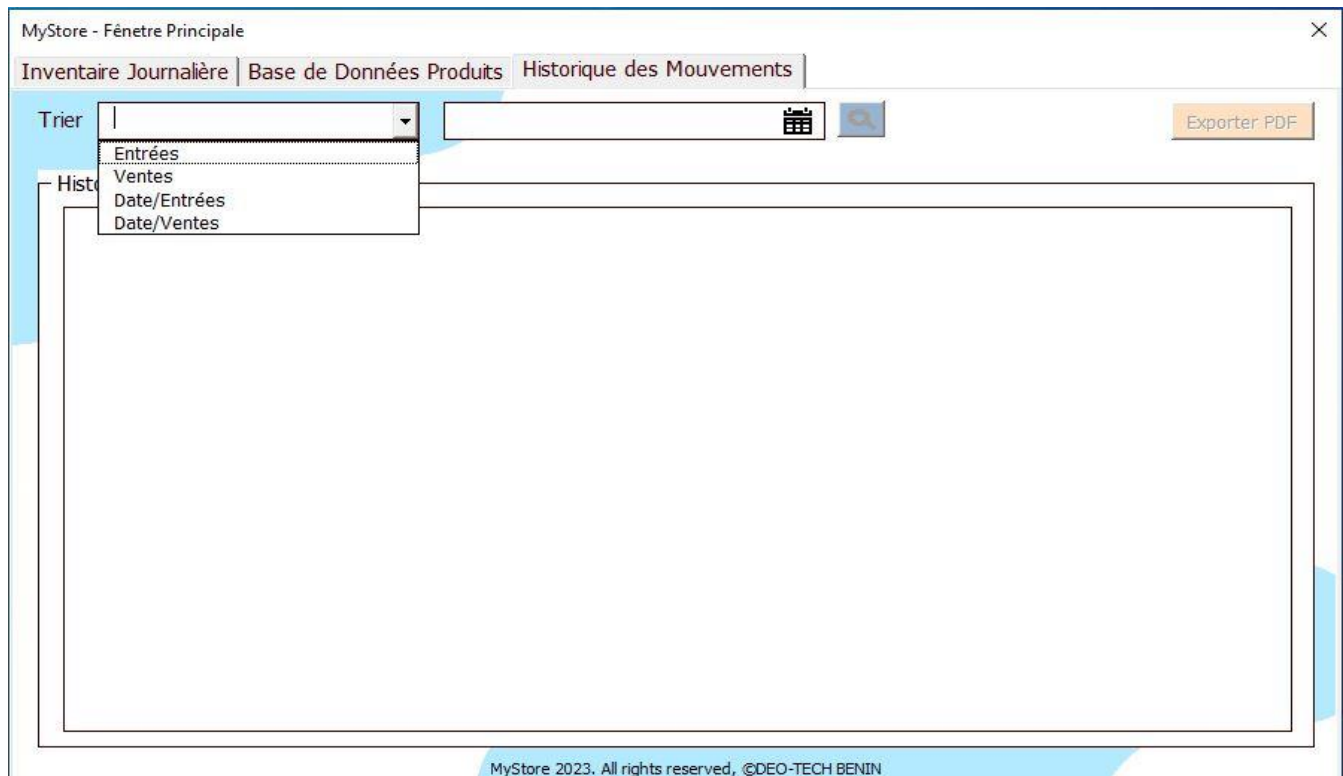 MyStore - Fênetre Principale
Inventaire Journalière Base de Données Produits Historique des Mouvements
Trier Exporter PDF
Entrées
Ventes
Date/Entrées
Date/Ventes
MyStore 2023. All rights reserved, ©DEO-TECH BENIN